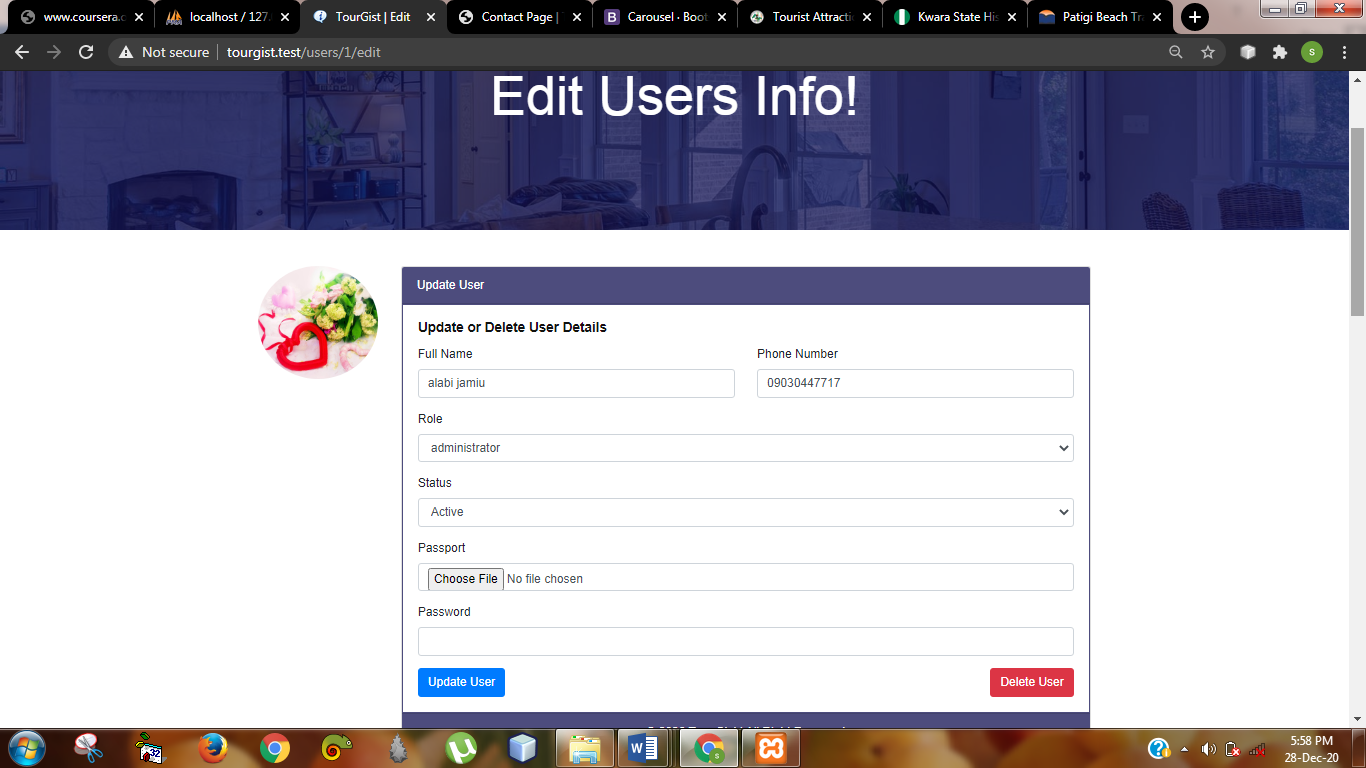 www.coursera.c
localhost / 127.
TourGist | Edit
Contact Page |
Carousel · Boot
Tourist Attracti
Kwara State His
Patigi Beach Tra
Not secure
tourgist.test/users/1/edit
s
Edit Users Info!
Update User
Update or Delete User Details
Full Name
Phone Number
alabi jamiu
09030447717
Role
administrator
Status
Active
Passport
Choose File No file chosen
Password
Update User
Delete User
5:58 PM
28-Dec-20